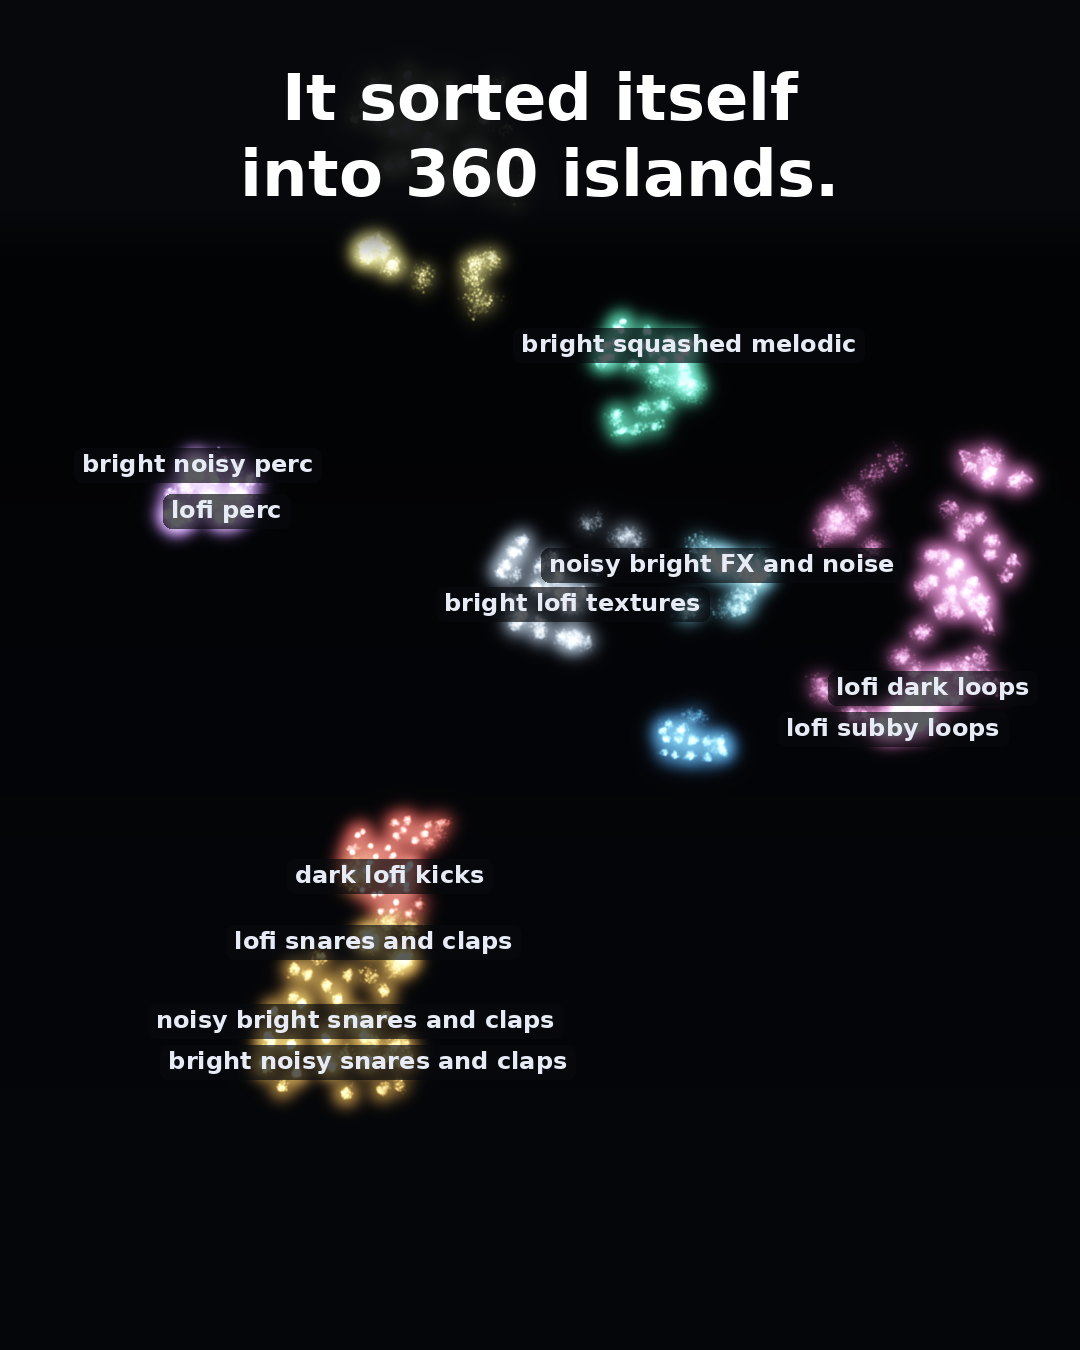 It sorted itself
into 360 islands.
bright squashed melodic
bright noisy perc
lofi perc
noisy bright FX and noise
bright lofi textures
lofi dark loops
lofi subby loops
dark lofi kicks
lofi snares and claps
noisy bright snares and claps
bright noisy snares and claps